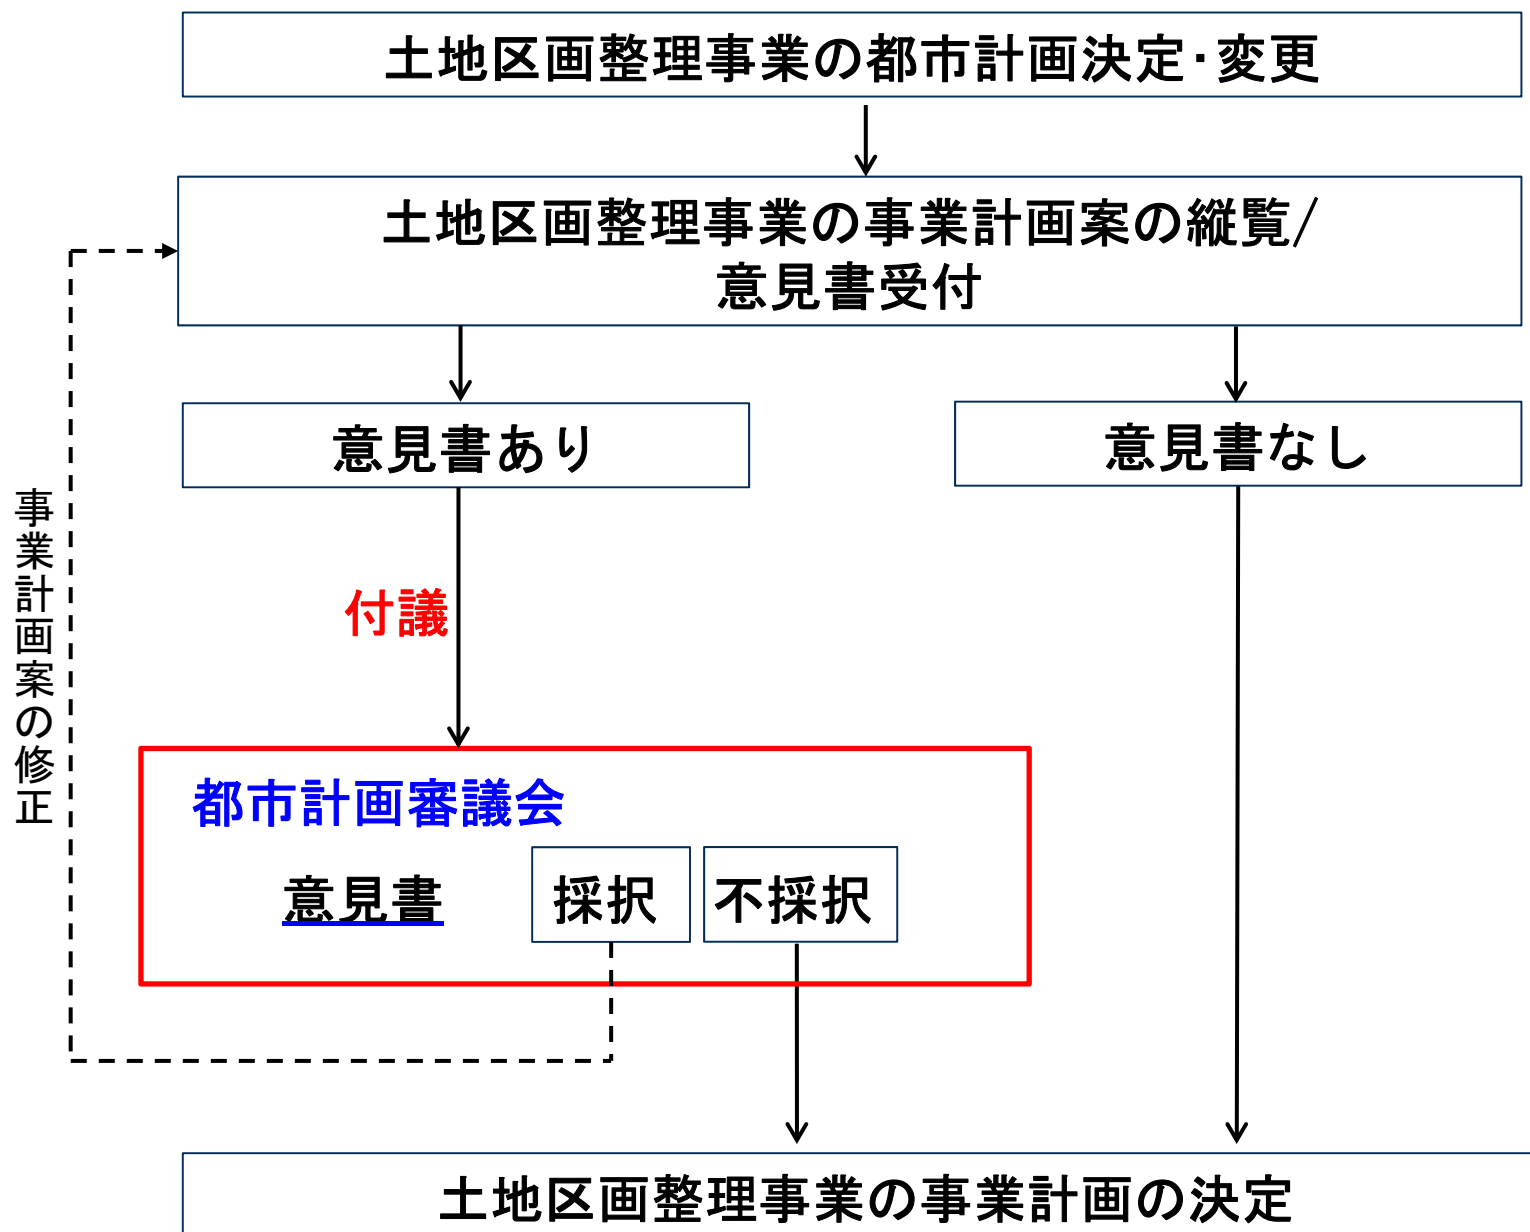 土地区画整理事業の都市計画決定・変更
土地区画整理事業の事業計画案の縦覧/
意見書受付
意見書あり
意見書なし
事業計画案の修正
付議
都市計画審議会
意見書
採択
不採択
土地区画整理事業の事業計画の決定